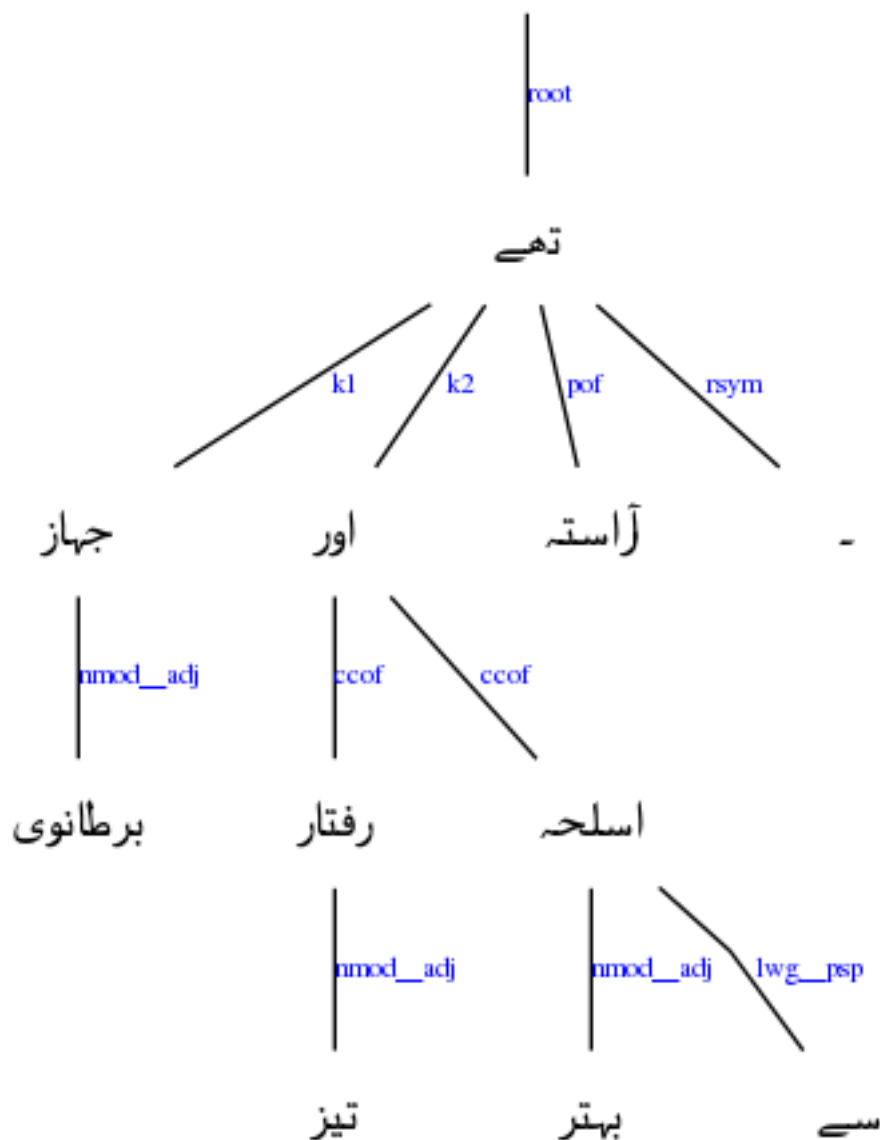 root
تھے
k1 k2 pof rsym
جہاز اور آراستہ ۔
nmod__adj ccof ccof
برطانوی رفتار اسلحہ
nmod__adj nmod__adj lwg__psp
تیز بہتر سے